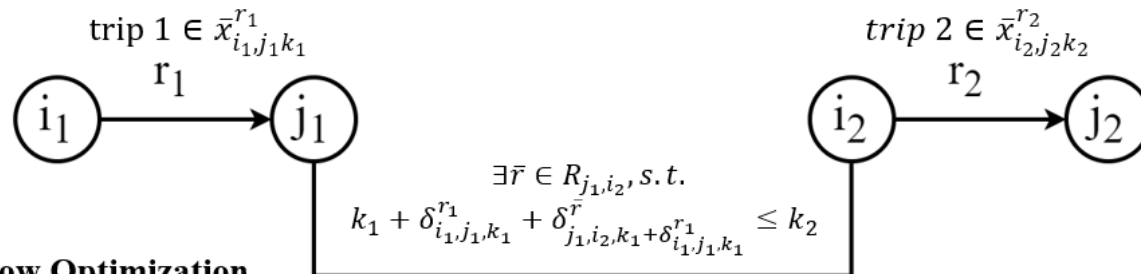 trip 1 ∈ x̄^{r_1}_{i_1,j_1k_1}
trip 2 ∈ x̄^{r_2}_{i_2,j_2k_2}
r_1
r_2
i_1
j_1
i_2
j_2
∃r̄ ∈ R_{j_1,i_2}, s.t.
k_1 + δ^{r_1}_{i_1,j_1,k_1} + δ^{r̄}_{j_1,i_2,k_1+δ^{r_1}_{i_1,j_1,k_1}} ≤ k_2
Optimization